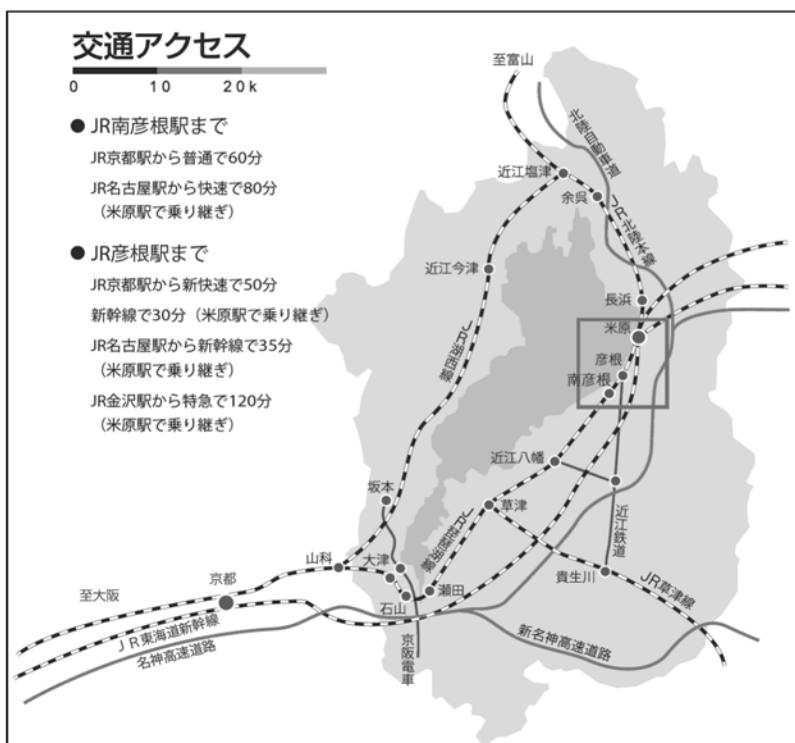 交通アクセス
0 10 20k
● JR南彦根駅まで
JR京都駅から普通で60分
JR名古屋駅から快速で80分
（米原駅で乗り継ぎ）
● JR彦根駅まで
JR京都駅から新快速で50分
新幹線で30分（米原駅で乗り継ぎ）
JR名古屋駅から新幹線で35分
（米原駅で乗り継ぎ）
JR金沢駅から特急で120分
（米原駅で乗り継ぎ）
至富山
北陸自動車道
近江塩津
余呉
JR北陸本線
近江今津
長浜
米原
JR湖西線
彦根
南彦根
近江八幡
坂本
草津
JR琵琶湖線
近江鉄道
山科
大津
京都
至大阪
瀬田
石山
貴生川
JR草津線
JR東海道新幹線
名神高速道路
京阪電車
新名神高速道路